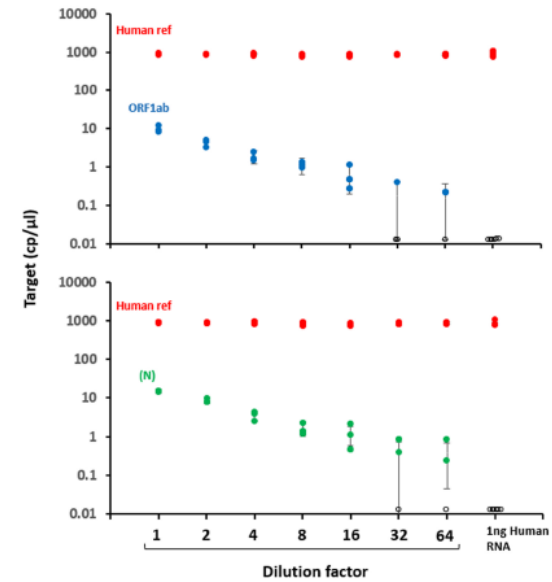 10000
Human ref
1000
100
ORF1ab
10
1
0.1
0.01
Target (cp/µl)
10000
Human ref
1000
100
(N)
10
1
0.1
0.01
1 2 4 8 16 32 64 1ng Human
RNA
Dilution factor